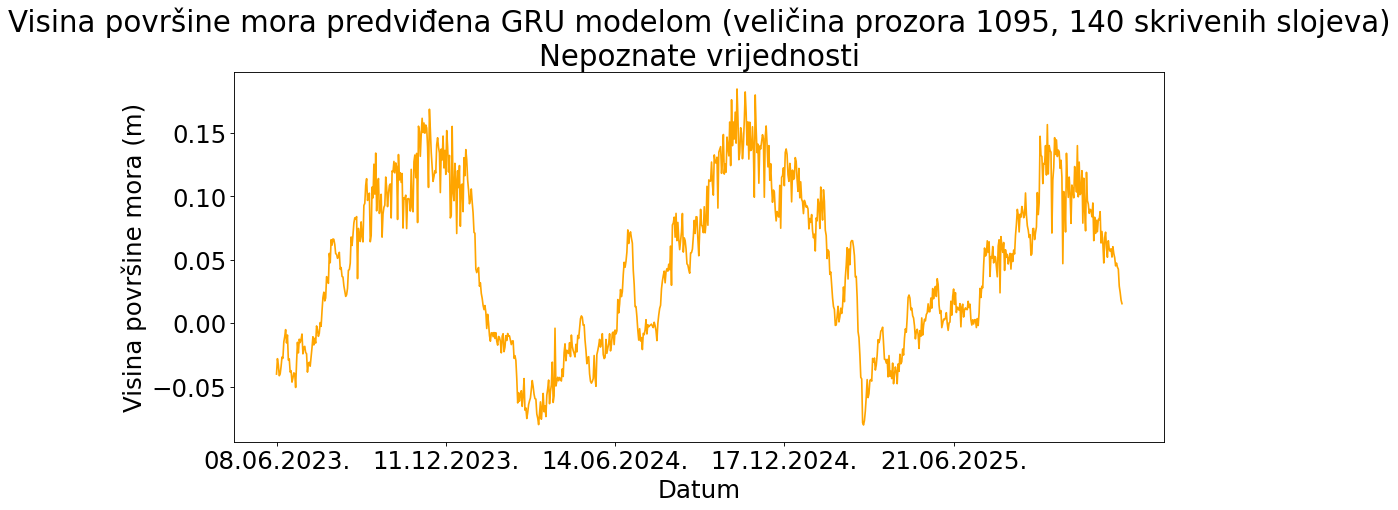 Visina površine mora predviđena GRU modelom (veličina prozora 1095, 140 skrivenih slojeva)
Nepoznate vrijednosti
Visina površine mora (m)
0.15
0.10
0.05
0.00
−0.05
08.06.2023. 11.12.2023. 14.06.2024. 17.12.2024. 21.06.2025.
Datum